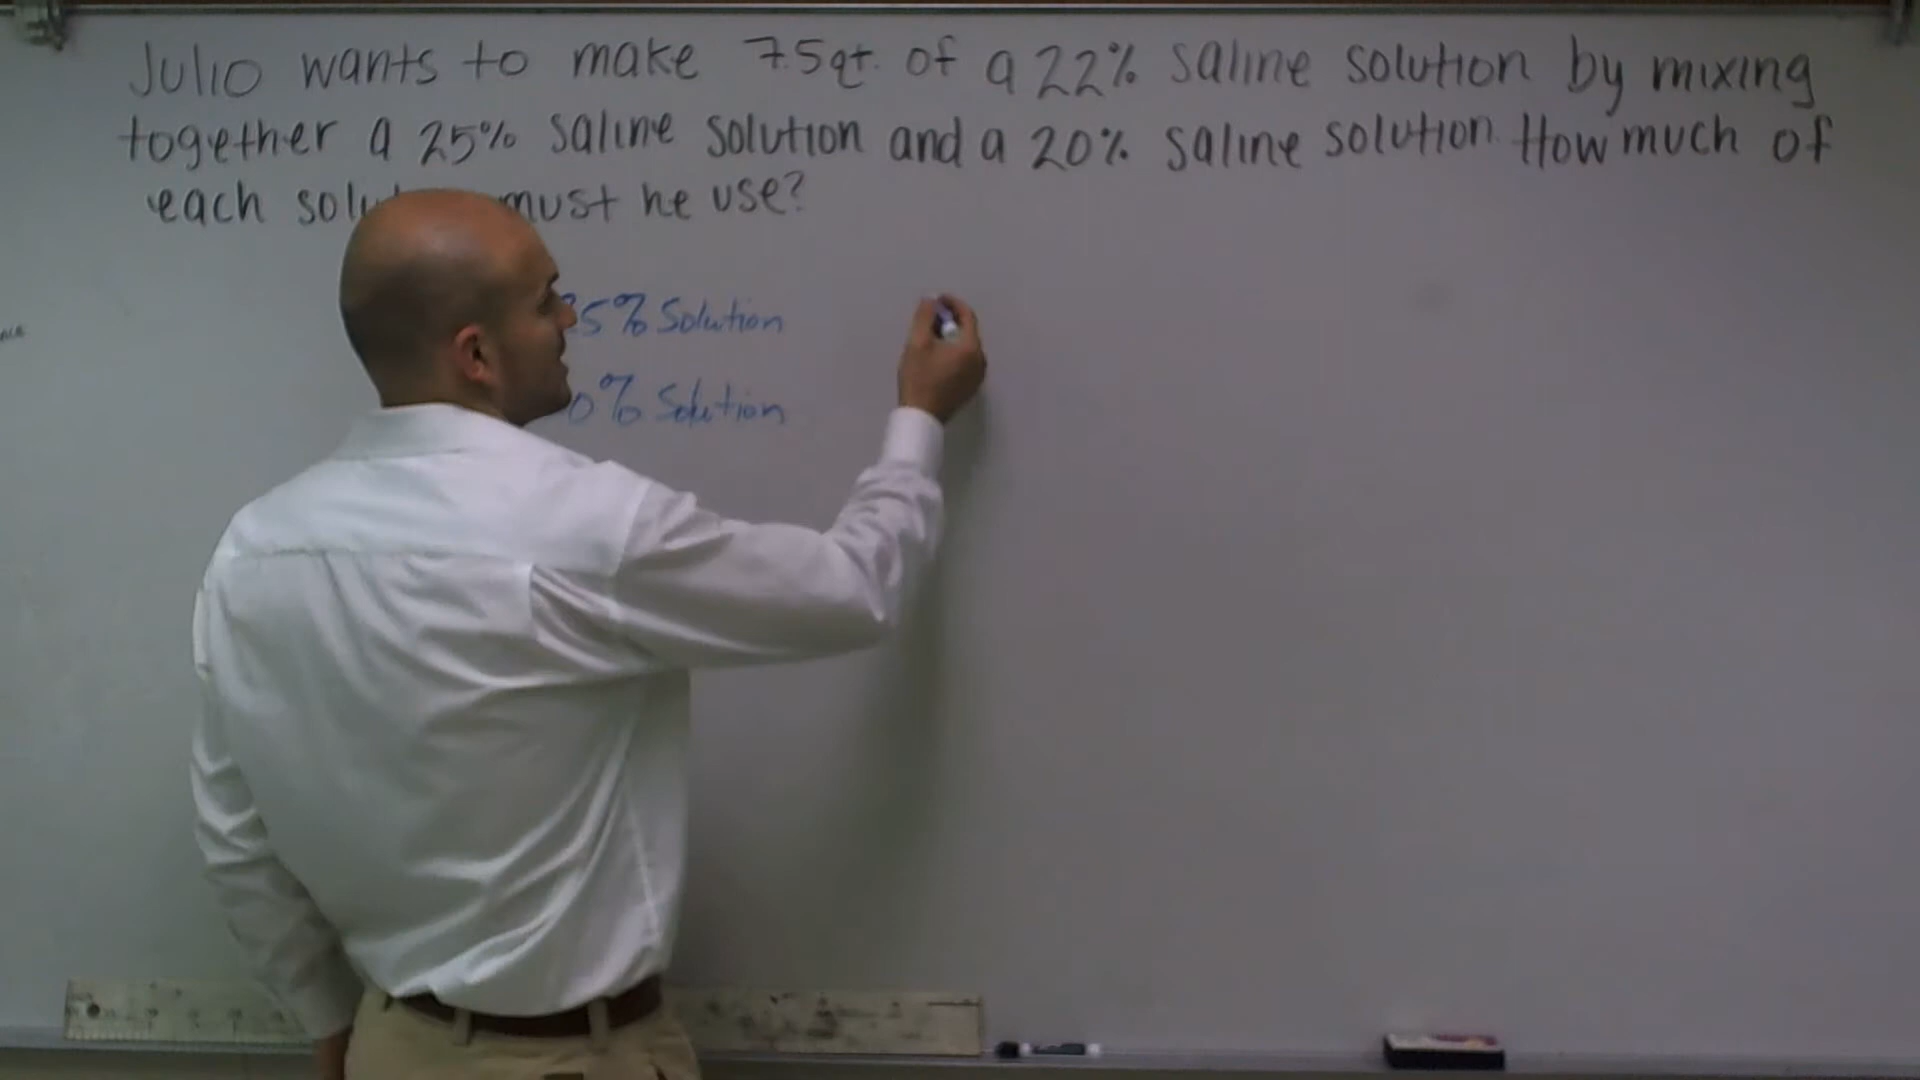 Julio wants to make 7.5qt. of a 22% saline solution by mixing
together a 25% saline solution and a 20% saline solution. How much of
each must he use?
5% Solution
0% Solution